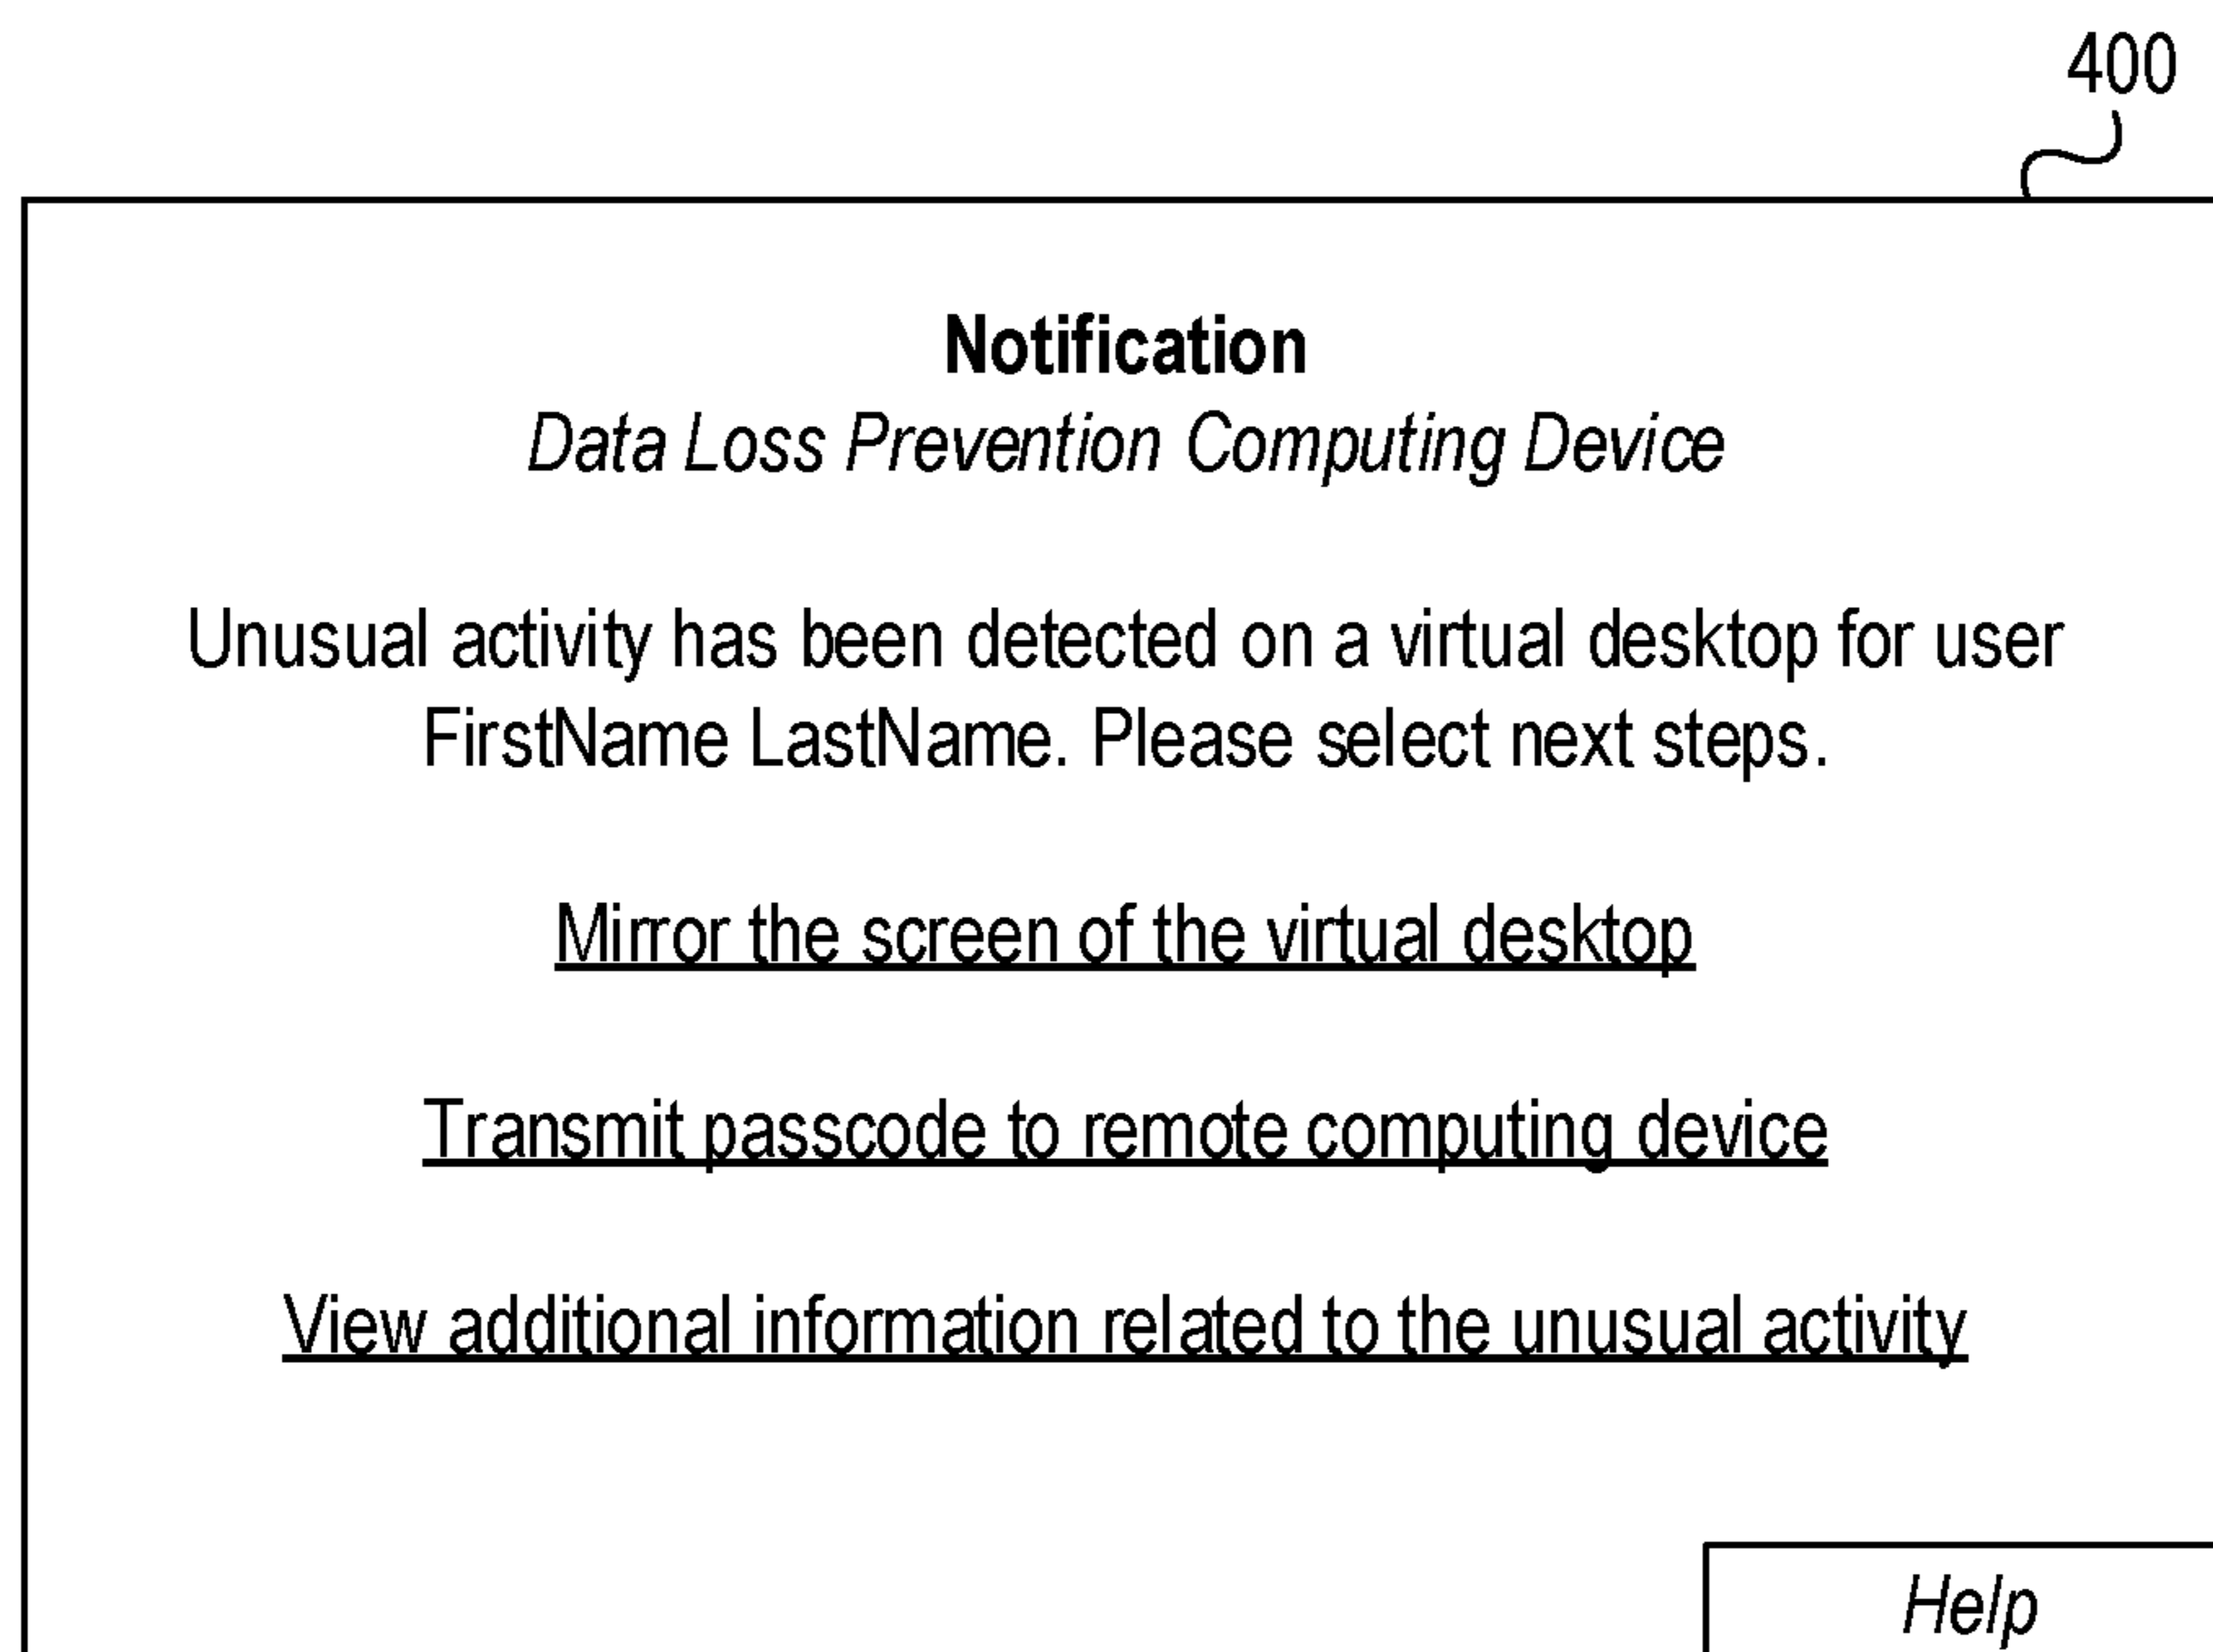 400
Notification
Data Loss Prevention Computing Device
Unusual activity has been detected on a virtual desktop for user
FirstName LastName. Please select next steps.
Mirror the screen of the virtual desktop
Transmit passcode to remote computing device
View additional information related to the unusual activity
Help